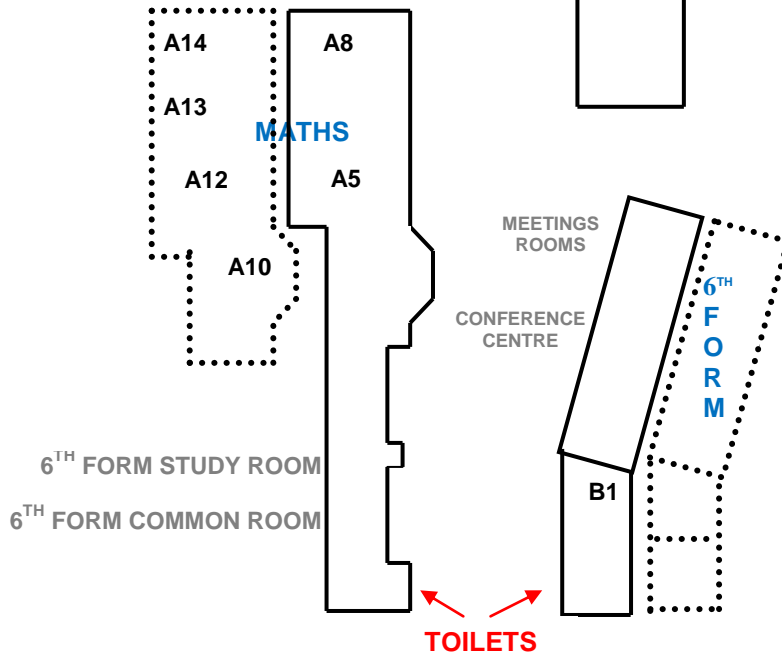 A14
A8
A13
MATHS
A12
A5
A10
MEETINGS
ROOMS
CONFERENCE
CENTRE
6TH
F
O
R
M
6TH FORM STUDY ROOM
6TH FORM COMMON ROOM
B1
TOILETS